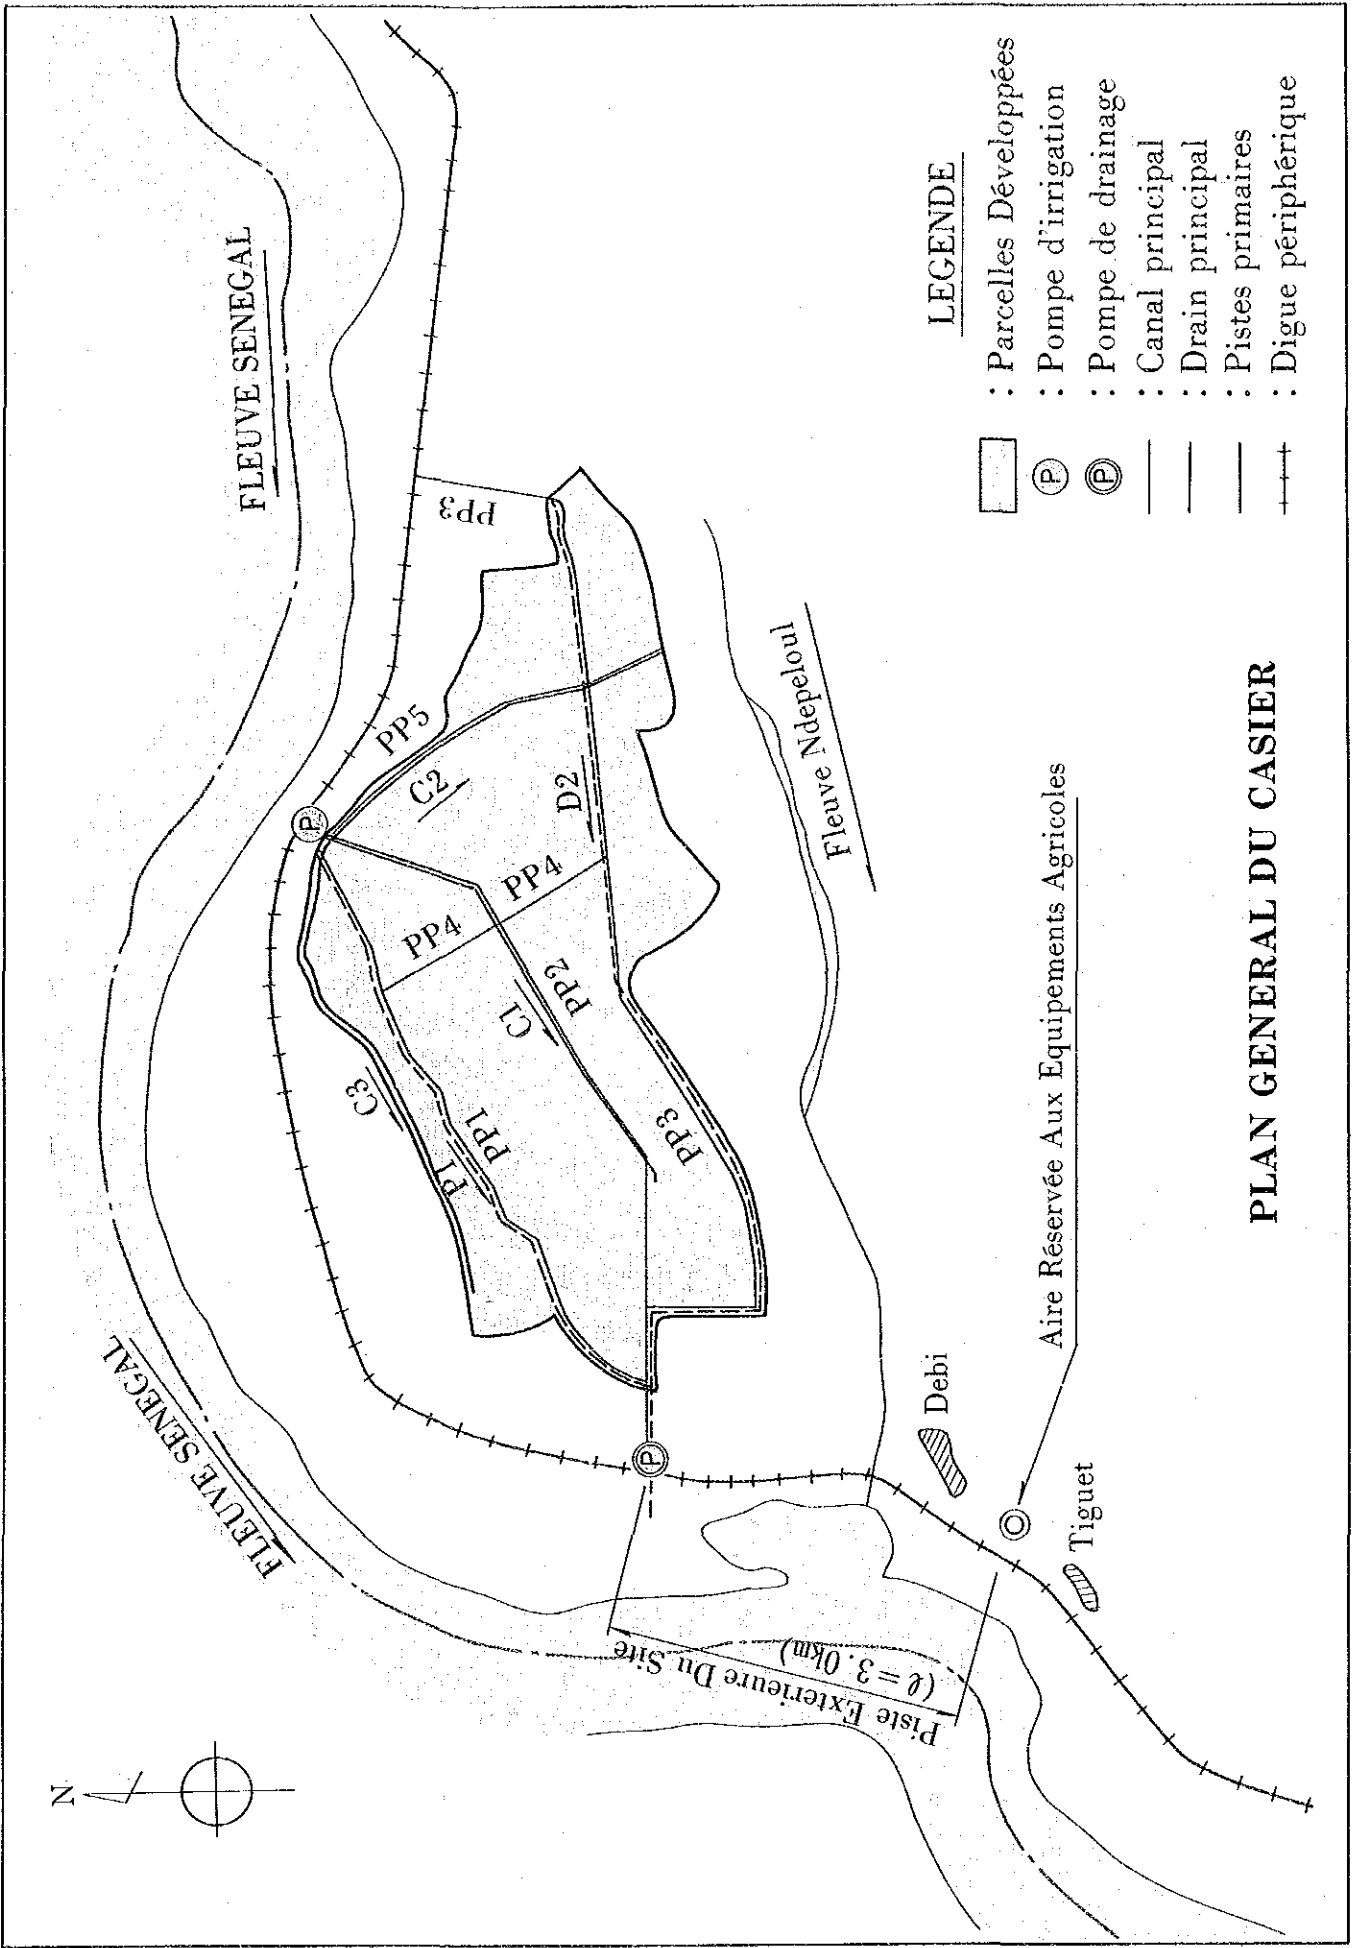 N
FLEUVE SENEGAL
FLEUVE SENEGAL
P
C3
PP1
PP4
PP4
PP5
C2
C1
PP2
D2
PP3
PP3
P
Piste Exterieure Du Site
(ℓ=3.0km)
Fleuve Ndepeloul
Debi
Tiguet
Aire Réservée Aux Equipements Agricoles
LEGENDE
: Parcelles Développées
P : Pompe d'irrigation
P : Pompe de drainage
: Canal principal
: Drain principal
: Pistes primaires
: Digue périphérique
PLAN GENERAL DU CASIER